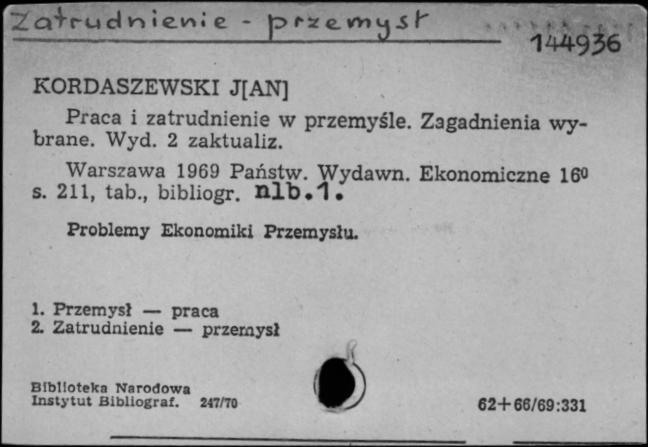 Zatrudnienie - przemysł
144936
KORDASZEWSKI J[AN]
Praca i zatrudnienie w przemyśle. Zagadnienia wy-
brane. Wyd. 2 zaktualiz.
Warszawa 1969 Państw. Wydawn. Ekonomiczne 16⁰
s. 211, tab., bibliogr. nlb.1.
Problemy Ekonomiki Przemysłu.
1. Przemysł — praca
2. Zatrudnienie — przemysł
Biblioteka Narodowa
Instytut Bibliograf. 247/70
62+66/69:331